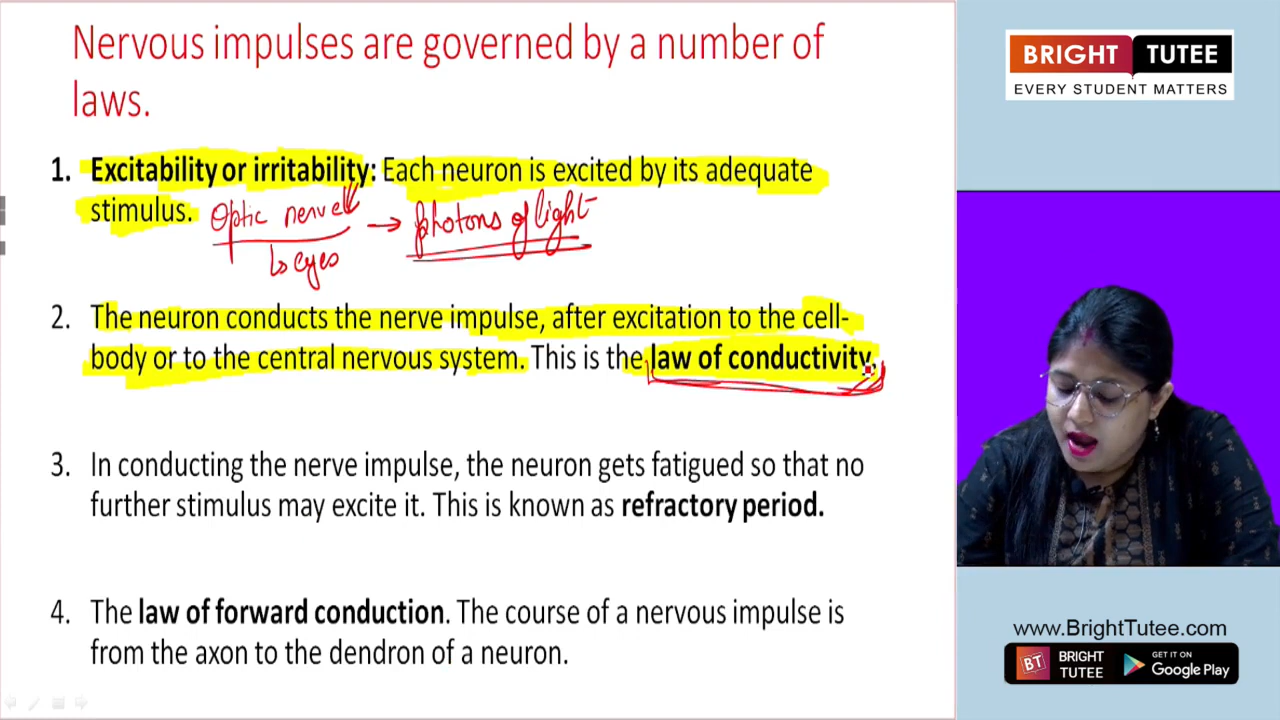 Nervous impulses are governed by a number of
laws.
1. Excitability or irritability: Each neuron is excited by its adequate
stimulus.
Optic nerve → photons of light
↳ eyes
2. The neuron conducts the nerve impulse, after excitation to the cell-
body or to the central nervous system. This is the law of conductivity.
3. In conducting the nerve impulse, the neuron gets fatigued so that no
further stimulus may excite it. This is known as refractory period.
4. The law of forward conduction. The course of a nervous impulse is
from the axon to the dendron of a neuron.
BRIGHT TUTEE
EVERY STUDENT MATTERS
www.BrightTutee.com
BT BRIGHT TUTEE
GET IT ON
Google Play